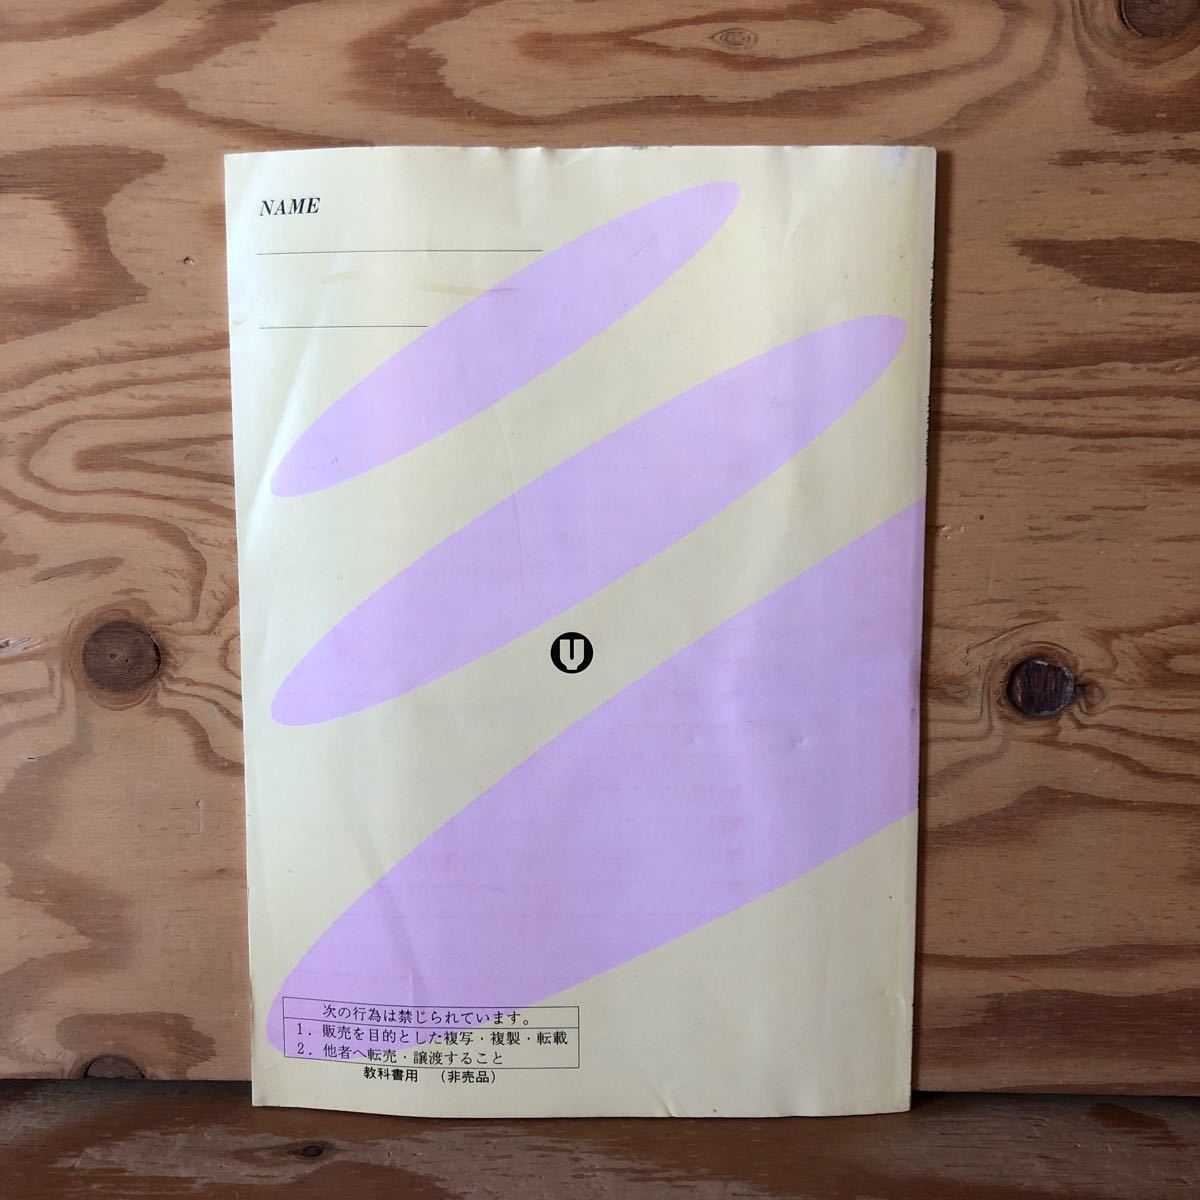 NAME
次の行為は禁じられています。
1．販売を目的とした複写・複製・転載
2．他者へ転売・譲渡すること
教科書用　（非売品）